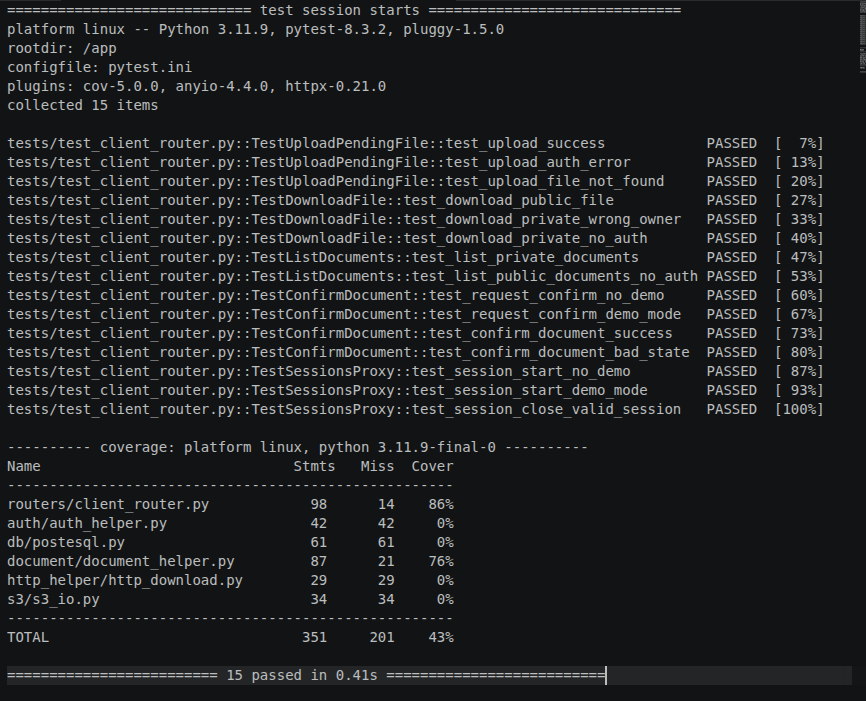 ============================= test session starts ==============================
platform linux -- Python 3.11.9, pytest-8.3.2, pluggy-1.5.0
rootdir: /app
configfile: pytest.ini
plugins: cov-5.0.0, anyio-4.4.0, httpx-0.21.0
collected 15 items

tests/test_client_router.py::TestUploadPendingFile::test_upload_success            PASSED  [  7%]
tests/test_client_router.py::TestUploadPendingFile::test_upload_auth_error         PASSED  [ 13%]
tests/test_client_router.py::TestUploadPendingFile::test_upload_file_not_found     PASSED  [ 20%]
tests/test_client_router.py::TestDownloadFile::test_download_public_file           PASSED  [ 27%]
tests/test_client_router.py::TestDownloadFile::test_download_private_wrong_owner   PASSED  [ 33%]
tests/test_client_router.py::TestDownloadFile::test_download_private_no_auth       PASSED  [ 40%]
tests/test_client_router.py::TestListDocuments::test_list_private_documents        PASSED  [ 47%]
tests/test_client_router.py::TestListDocuments::test_list_public_documents_no_auth PASSED  [ 53%]
tests/test_client_router.py::TestConfirmDocument::test_request_confirm_no_demo     PASSED  [ 60%]
tests/test_client_router.py::TestConfirmDocument::test_request_confirm_demo_mode   PASSED  [ 67%]
tests/test_client_router.py::TestConfirmDocument::test_confirm_document_success    PASSED  [ 73%]
tests/test_client_router.py::TestConfirmDocument::test_confirm_document_bad_state  PASSED  [ 80%]
tests/test_client_router.py::TestSessionsProxy::test_session_start_no_demo         PASSED  [ 87%]
tests/test_client_router.py::TestSessionsProxy::test_session_start_demo_mode       PASSED  [ 93%]
tests/test_client_router.py::TestSessionsProxy::test_session_close_valid_session   PASSED  [100%]

---------- coverage: platform linux, python 3.11.9-final-0 ----------
Name                              Stmts   Miss  Cover
-----------------------------------------------------
routers/client_router.py            98      14    86%
auth/auth_helper.py                 42      42     0%
db/postesql.py                      61      61     0%
document/document_helper.py         87      21    76%
http_helper/http_download.py        29      29     0%
s3/s3_io.py                         34      34     0%
-----------------------------------------------------
TOTAL                              351     201    43%

========================= 15 passed in 0.41s ==========================